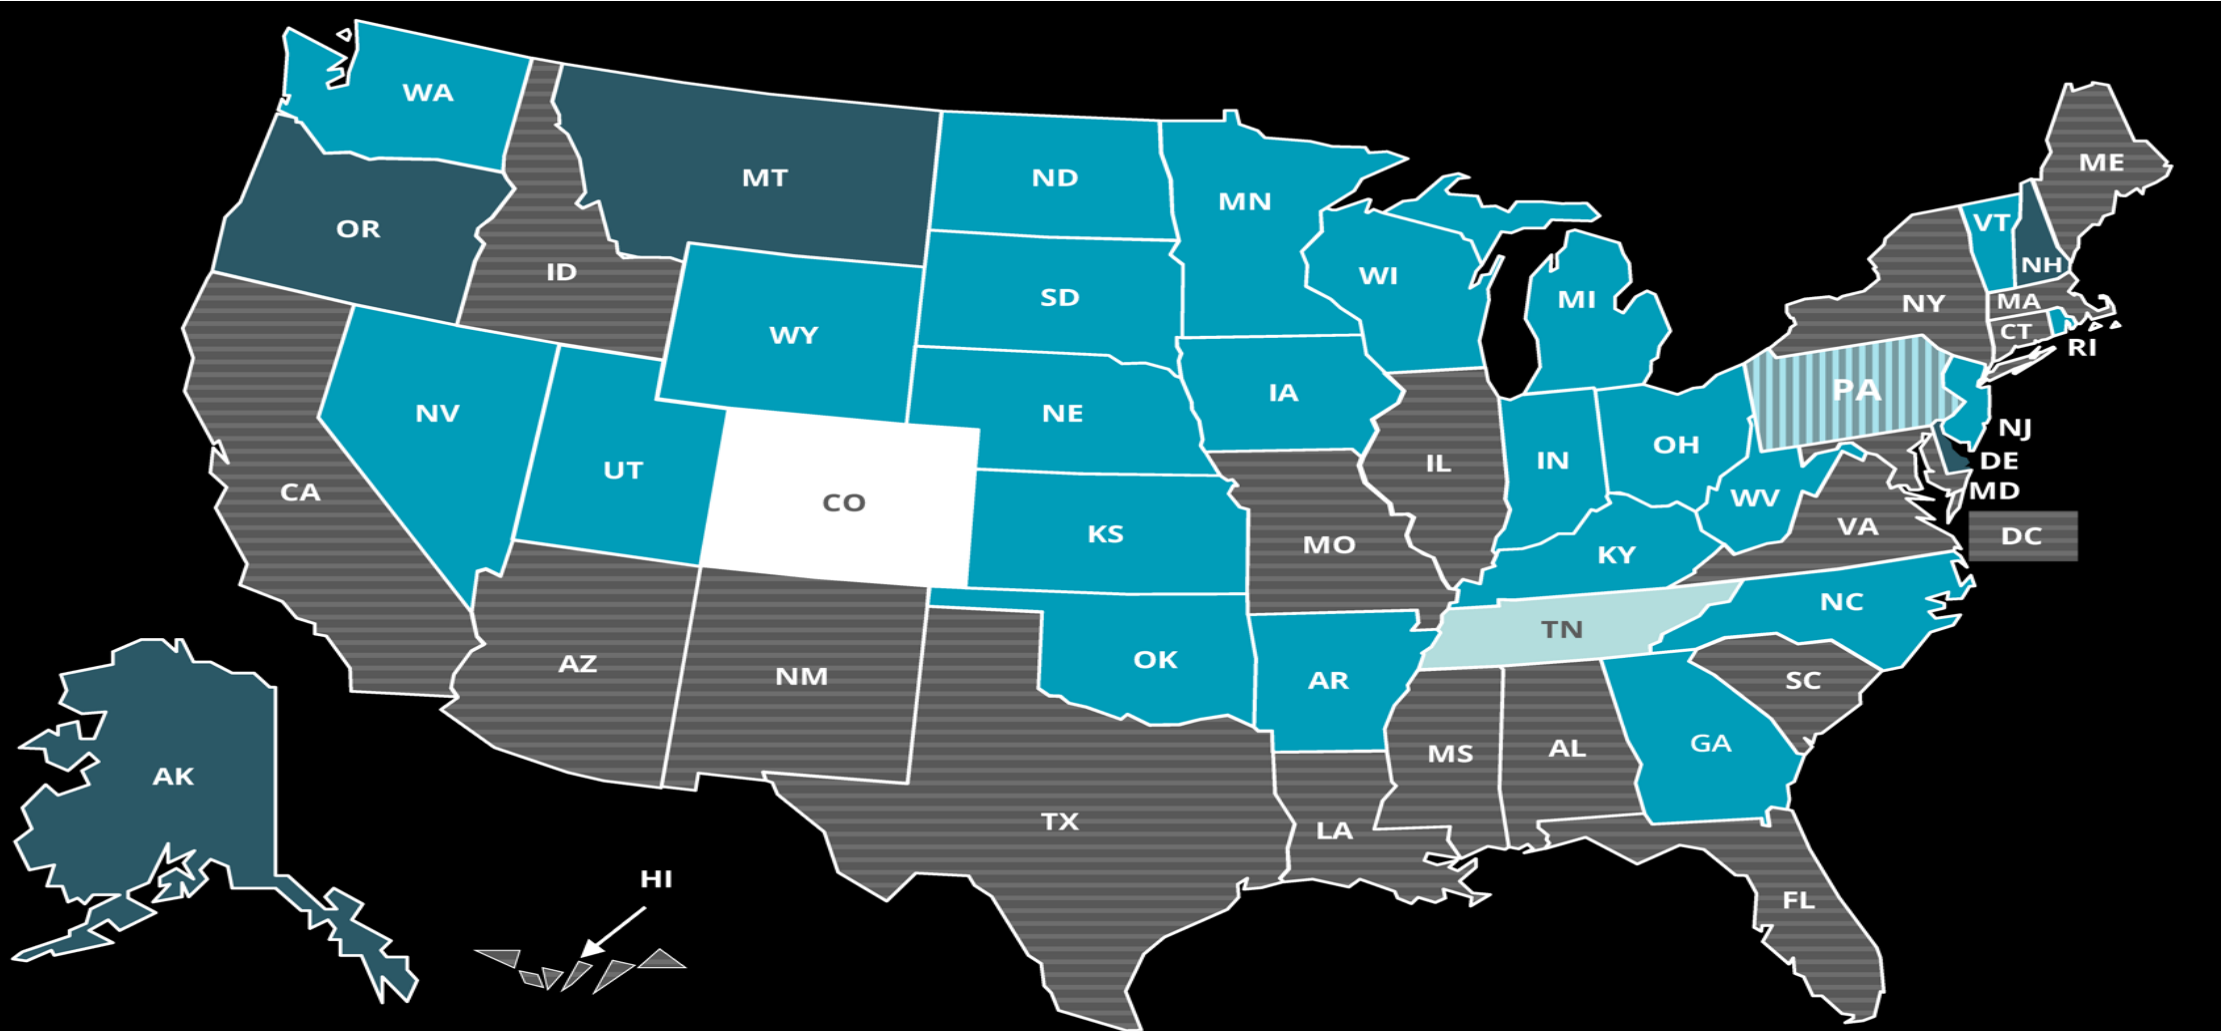 WA
ME
MT
ND
MN
VT
OR
NH
ID
WI
SD
MI
MA
NY
WY
CT
RI
IA
PA
NV
NE
NJ
OH
DE
IN
UT
IL
CA
MD
WV
CO
VA
KS
DC
MO
KY
NC
TN
OK
AZ
NM
AR
SC
GA
AL
MS
AK
TX
LA
HI
FL